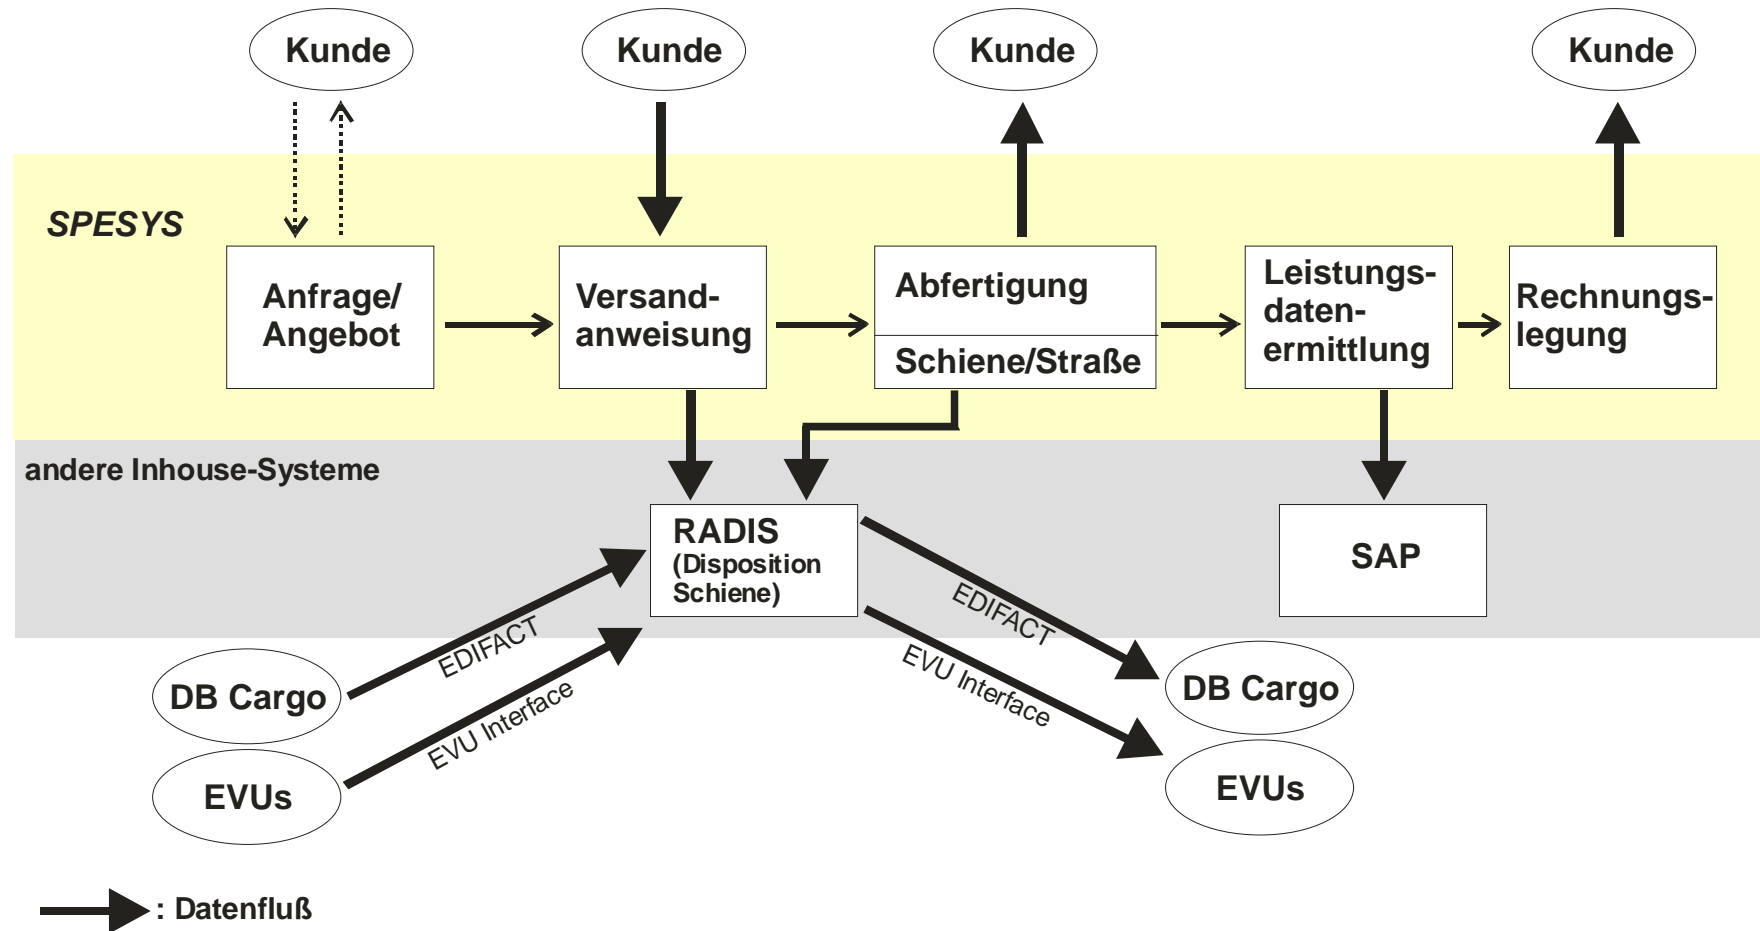 Kunde
Kunde
Kunde
Kunde
SPESYS
Anfrage/
Angebot
Versand-
anweisung
Abfertigung
Schiene/Straße
Leistungs-
daten-
ermittlung
Rechnungs-
legung
andere Inhouse-Systeme
RADIS
(Disposition
Schiene)
SAP
EDIFACT
EVU Interface
EDIFACT
EVU Interface
DB Cargo
EVUs
DB Cargo
EVUs
: Datenfluß